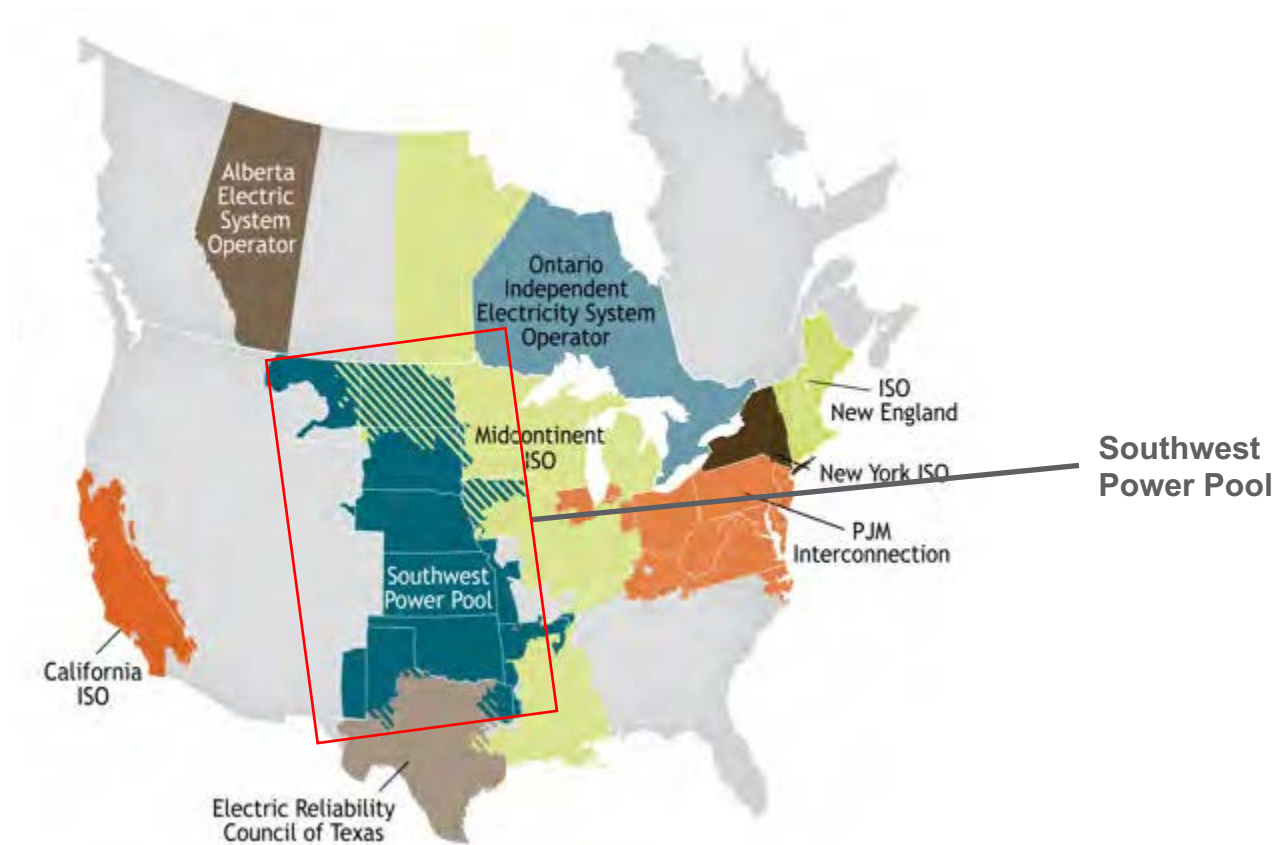 Alberta
Electric
System
Operator
Ontario
Independent
Electricity System
Operator
ISO
New England
Midcontinent
ISO
New York ISO
Southwest
Power Pool
PJM
Interconnection
Southwest
Power Pool
California
ISO
Electric Reliability
Council of Texas